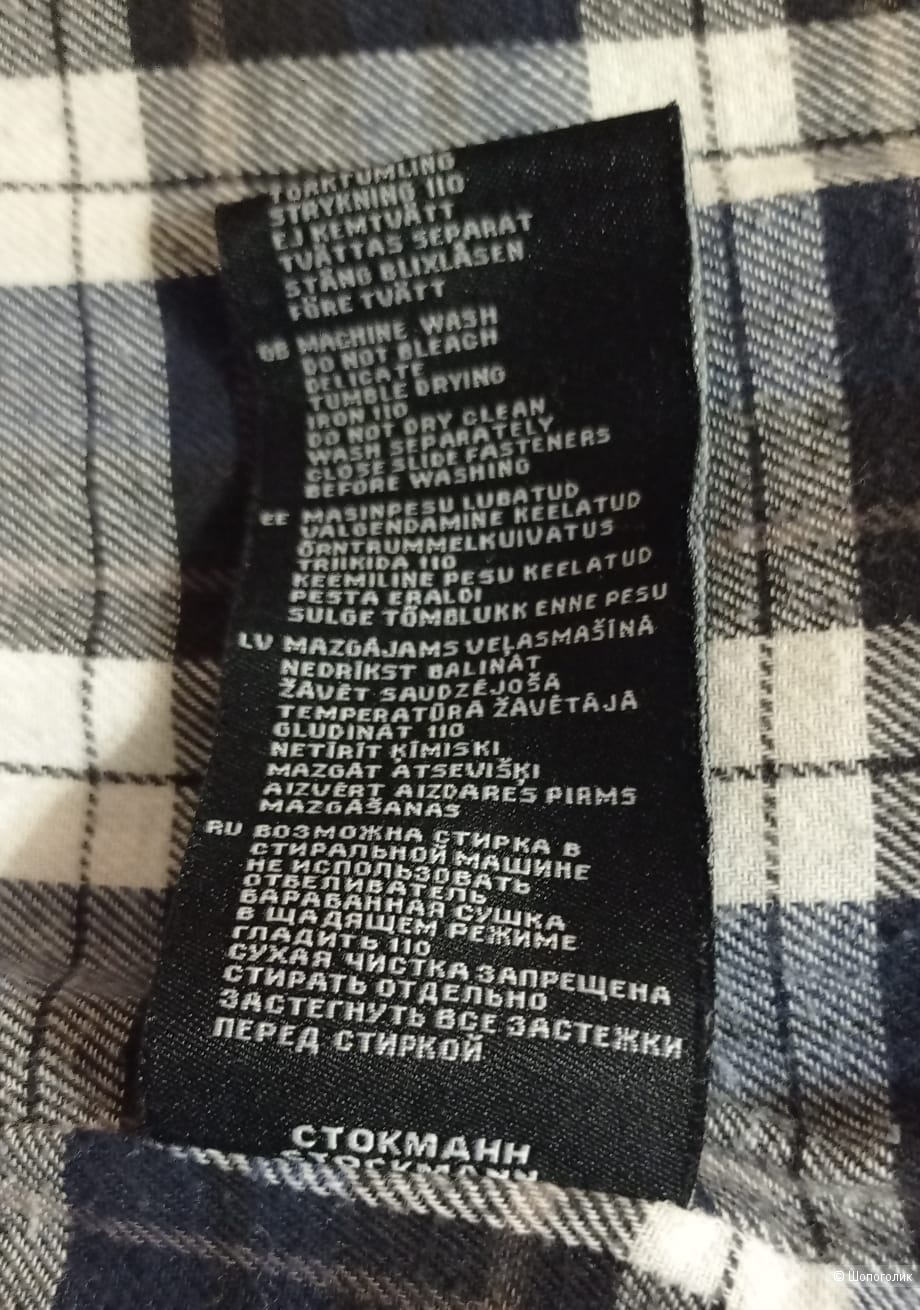 TORKTUMLING
STRYKNING 110
EJ KEMTVÄTT
TVÄTTAS SEPARAT
STÄNG BLIXLÅSEN
FÖRE TVÄTT
GB MACHINE WASH
DO NOT BLEACH
DELICATE
TUMBLE DRYING
IRON 110
DO NOT DRY CLEAN
WASH SEPARATELY
CLOSE SLIDE FASTENERS
BEFORE WASHING
EE MASINPESU LUBATUD
VALGENDAMINE KEELATUD
ÕRNTRUMMELKUIVATUS
TRIIKIDA 110
KEEMILINE PESU KEELATUD
PESTA ERALDI
SULGE TÕMBLUKK ENNE PESU
LV MAZGĀJAMS VEĻASMAŠĪNĀ
NEDRĪKST BALINĀT
ŽĀVĒT SAUDZĒJOŠĀ
TEMPERATŪRĀ ŽĀVĒTĀJĀ
GLUDINĀT 110
NETĪRĪT ĶĪMISKI
MAZGĀT ATSEVIŠĶI
AIZVĒRT AIZDARES PIRMS
MAZGĀŠANAS
RU ВОЗМОЖНА СТИРКА В
СТИРАЛЬНОЙ МАШИНЕ
НЕ ИСПОЛЬЗОВАТЬ
ОТБЕЛИВАТЕЛЬ
БАРАБАННАЯ СУШКА
В ЩАДЯЩЕМ РЕЖИМЕ
ГЛАДИТЬ 110
СУХАЯ ЧИСТКА ЗАПРЕЩЕНА
СТИРАТЬ ОТДЕЛЬНО
ЗАСТЕГНУТЬ ВСЕ ЗАСТЕЖКИ
ПЕРЕД СТИРКОЙ
СТОКМАНН
© Шопоголик